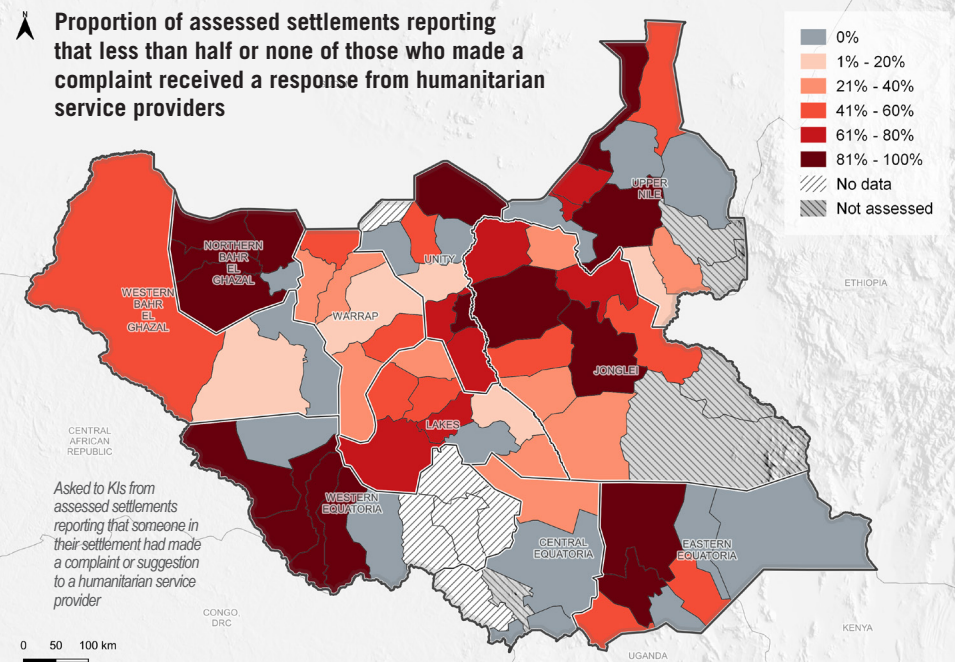 N
Proportion of assessed settlements reporting
that less than half or none of those who made a
complaint received a response from humanitarian
service providers
0%
1% - 20%
21% - 40%
41% - 60%
61% - 80%
81% - 100%
No data
Not assessed
UPPER
NILE
NORTHERN
BAHR
EL
GHAZAL
UNITY
ETHIOPIA
WESTERN
BAHR
EL
GHAZAL
WARRAP
JONGLEI
LAKES
CENTRAL
AFRICAN
REPUBLIC
Asked to KIs from
assessed settlements
reporting that someone in
their settlement had made
a complaint or suggestion
to a humanitarian service
provider
WESTERN
EQUATORIA
CENTRAL
EQUATORIA
EASTERN
EQUATORIA
CONGO,
DRC
KENYA
UGANDA
0 50 100 km